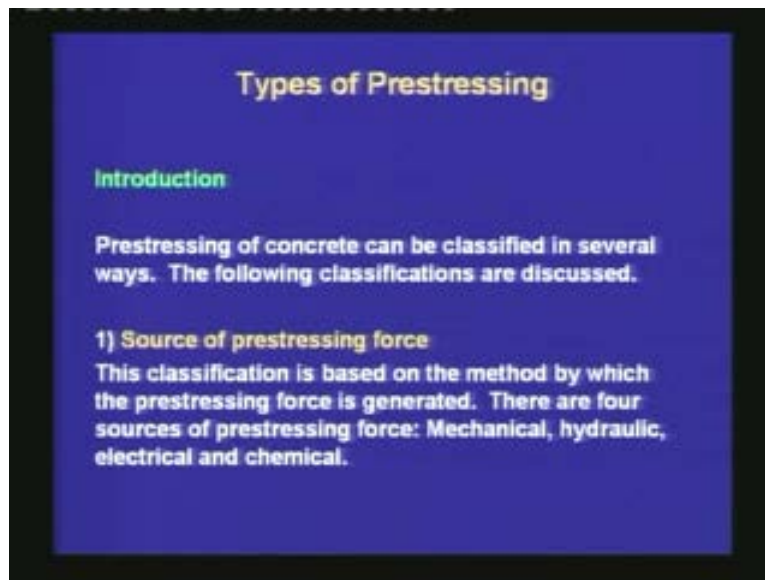 Types of Prestressing
Introduction
Prestressing of concrete can be classified in several
ways. The following classifications are discussed.
1) Source of prestressing force
This classification is based on the method by which
the prestressing force is generated. There are four
sources of prestressing force: Mechanical, hydraulic,
electrical and chemical.